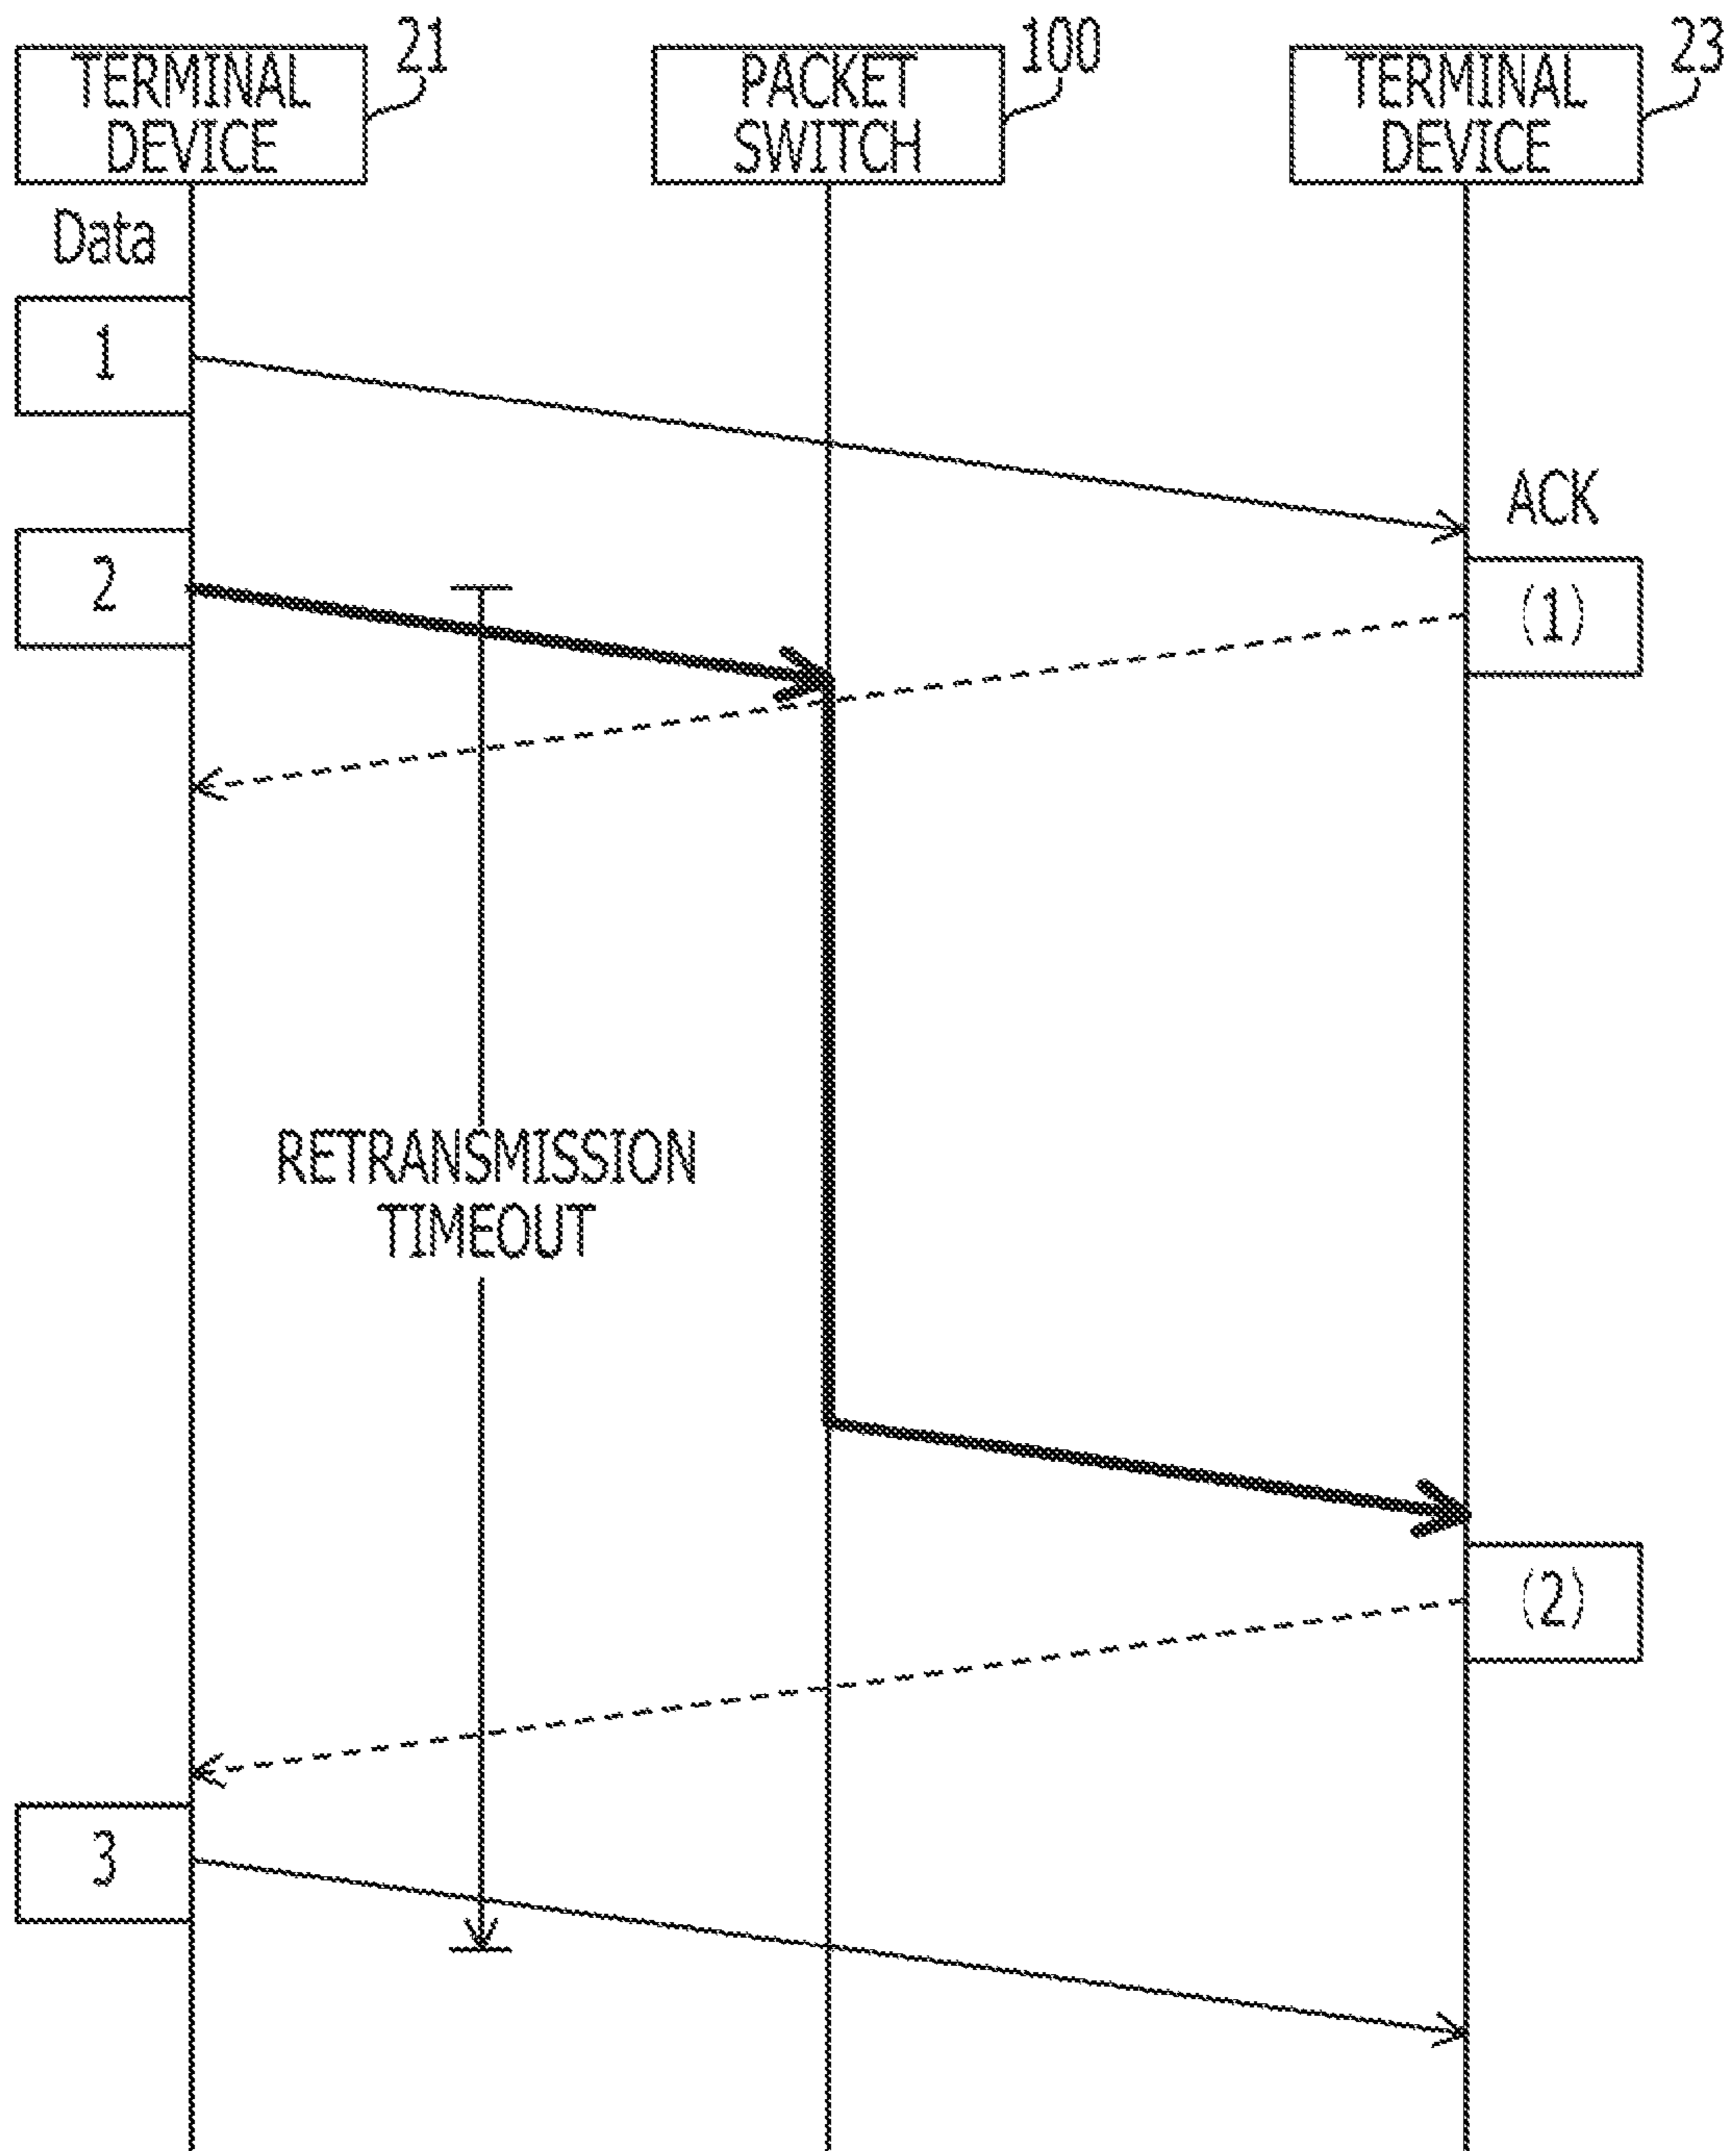 21
100
23
TERMINAL
DEVICE
PACKET
SWITCH
TERMINAL
DEVICE
Data
1
ACK
2
(1)
RETRANSMISSION
TIMEOUT
(2)
3